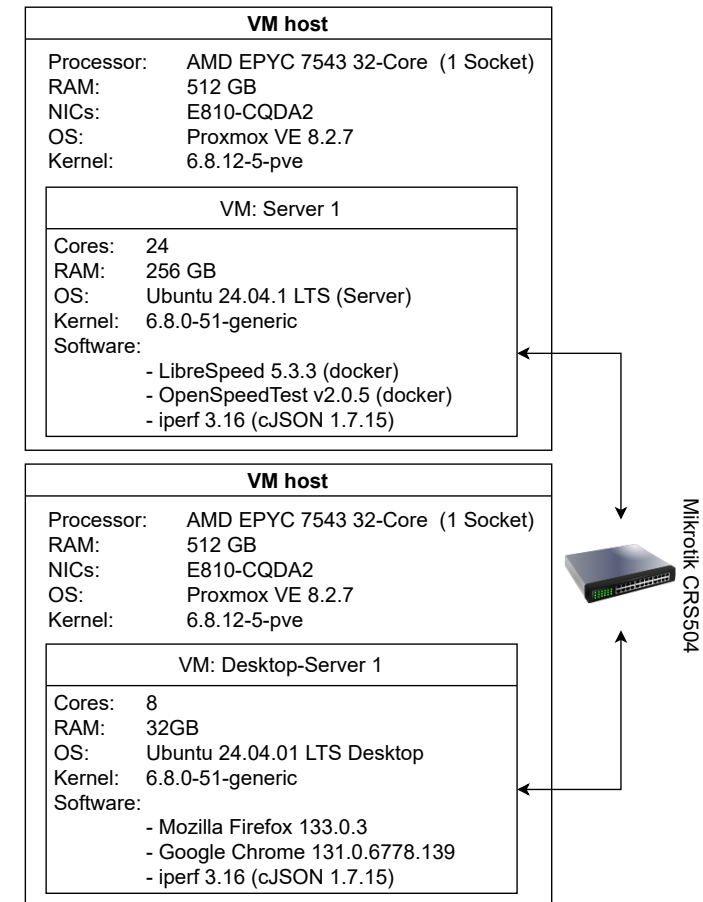 VM host
Processor: AMD EPYC 7543 32-Core (1 Socket)
RAM: 512 GB
NICs: E810-CQDA2
OS: Proxmox VE 8.2.7
Kernel: 6.8.12-5-pve
VM: Server 1
Cores: 24
RAM: 256 GB
OS: Ubuntu 24.04.1 LTS (Server)
Kernel: 6.8.0-51-generic
Software:
- LibreSpeed 5.3.3 (docker)
- OpenSpeedTest v2.0.5 (docker)
- iperf 3.16 (cJSON 1.7.15)
VM host
Processor: AMD EPYC 7543 32-Core (1 Socket)
RAM: 512 GB
NICs: E810-CQDA2
OS: Proxmox VE 8.2.7
Kernel: 6.8.12-5-pve
VM: Desktop-Server 1
Cores: 8
RAM: 32GB
OS: Ubuntu 24.04.01 LTS Desktop
Kernel: 6.8.0-51-generic
Software:
- Mozilla Firefox 133.0.3
- Google Chrome 131.0.6778.139
- iperf 3.16 (cJSON 1.7.15)
Mikrotik CRS504